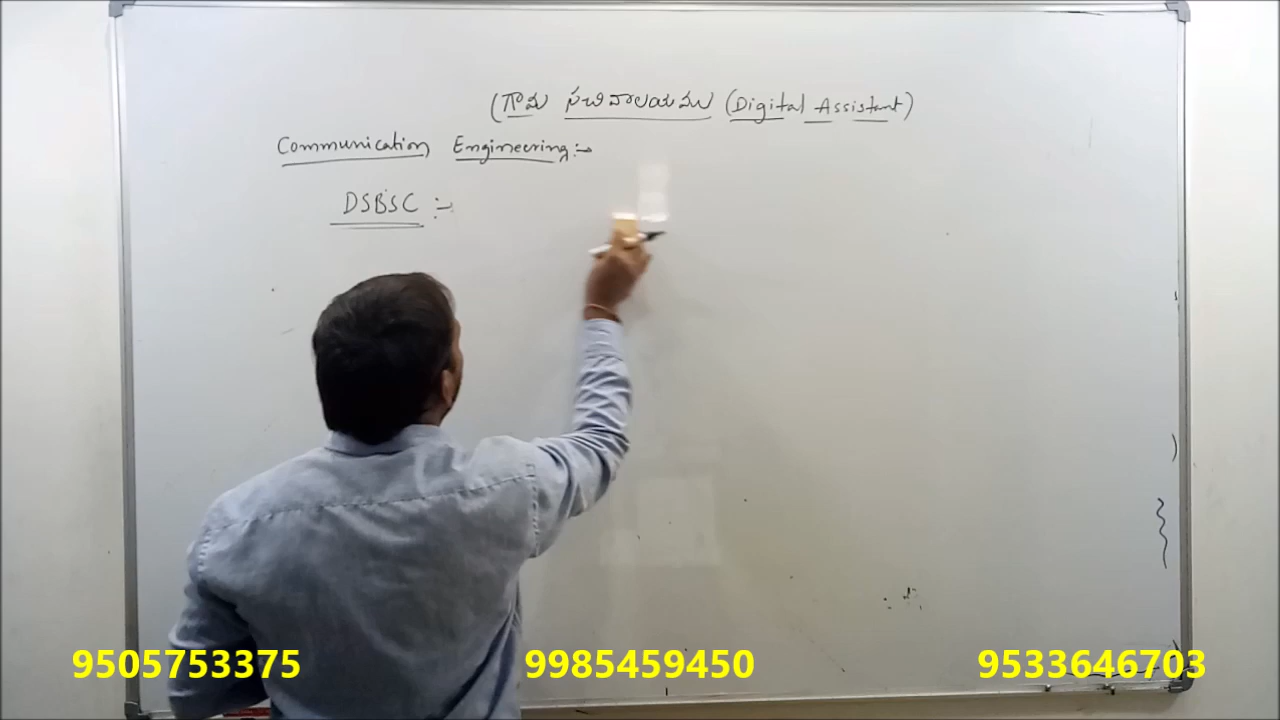 (గ్రామ సచివాలయము (Digital Assistant)
Communication Engineering:-
DSBSC :-
9505753375 9985459450 9533646703